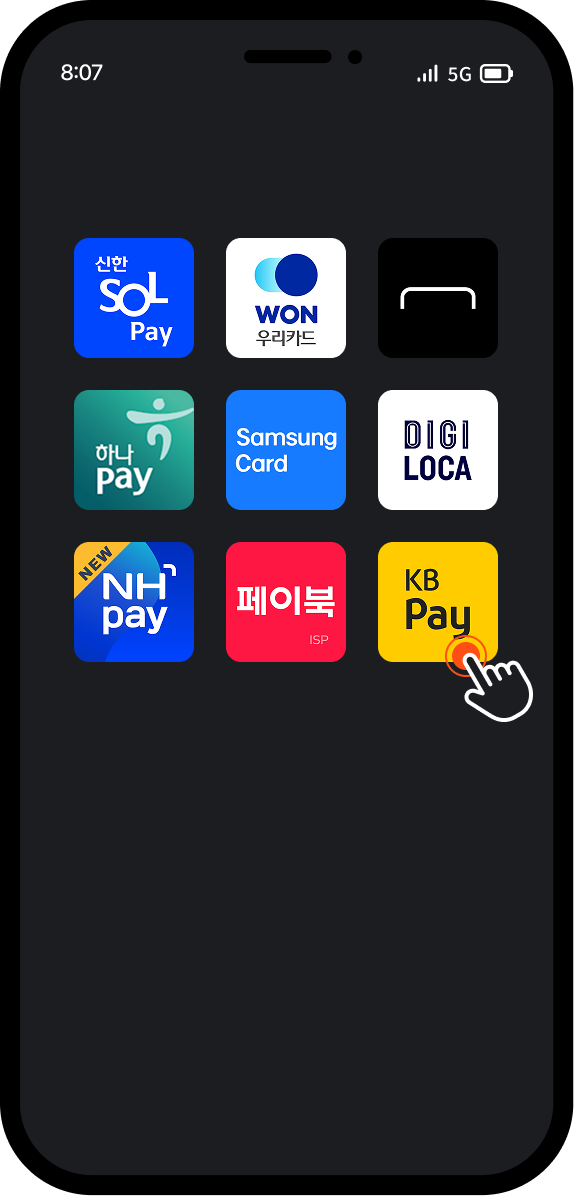 8:07
5G
신한
SOL
Pay
WON
우리카드
하나
pay
Samsung
Card
DIGI
LOCA
NEW
NH
pay
페이북
ISP
KB
Pay